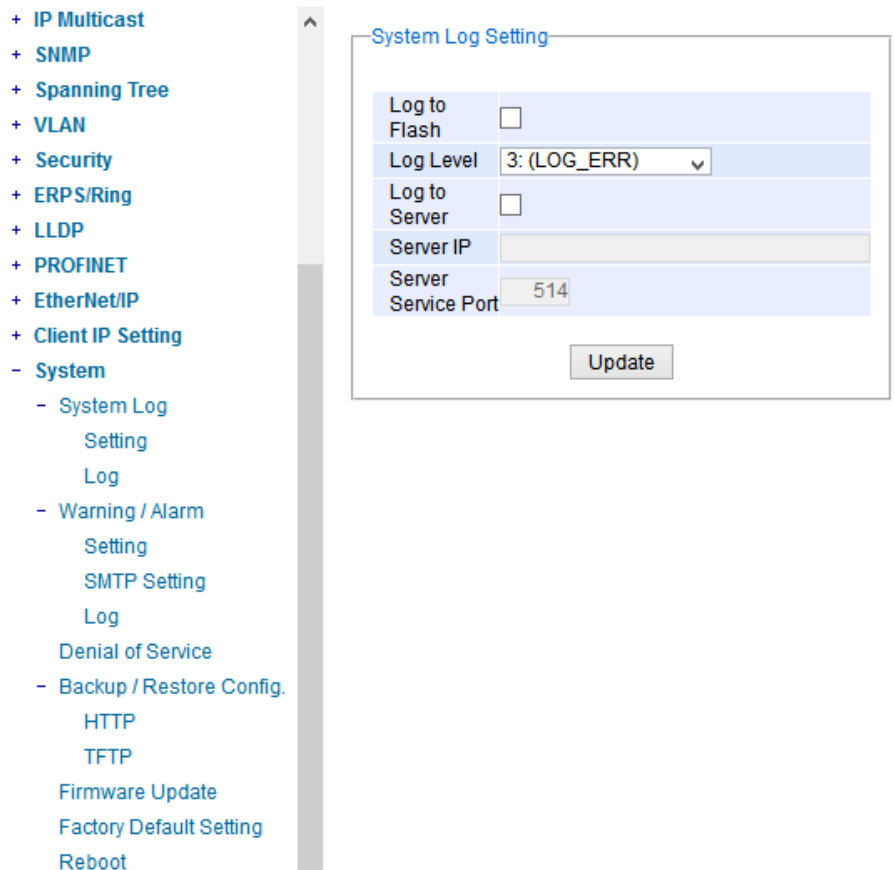 + IP Multicast
+ SNMP
+ Spanning Tree
+ VLAN
+ Security
+ ERPS/Ring
+ LLDP
+ PROFINET
+ EtherNet/IP
+ Client IP Setting
- System
- System Log
Setting
Log
- Warning / Alarm
Setting
SMTP Setting
Log
Denial of Service
- Backup / Restore Config.
HTTP
TFTP
Firmware Update
Factory Default Setting
Reboot
System Log Setting
Log to
Flash
Log Level 3: (LOG_ERR)
Log to
Server
Server IP
Server
Service Port 514
Update